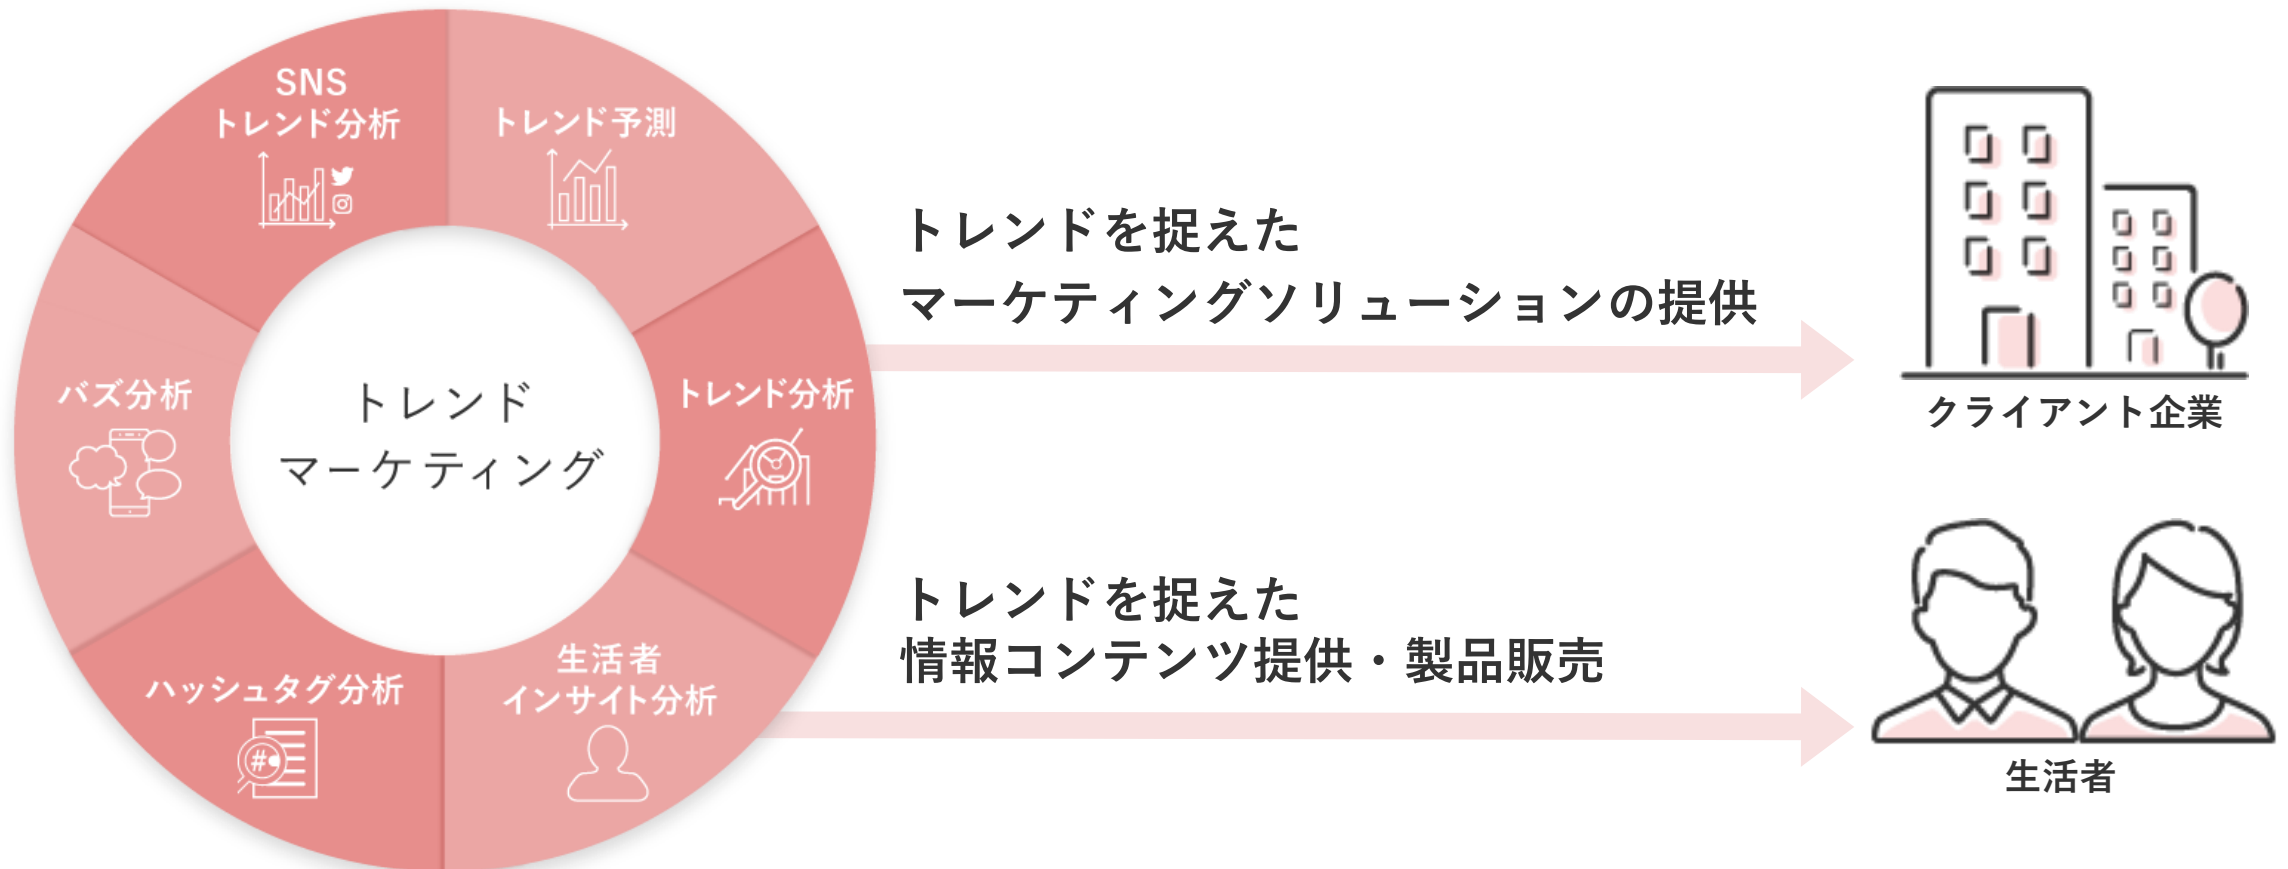 SNS
トレンド分析
トレンド予測
トレンド分析
生活者
インサイト分析
ハッシュタグ分析
#
バズ分析
トレンド
マーケティング
トレンドを捉えた
マーケティングソリューションの提供
クライアント企業
トレンドを捉えた
情報コンテンツ提供・製品販売
生活者